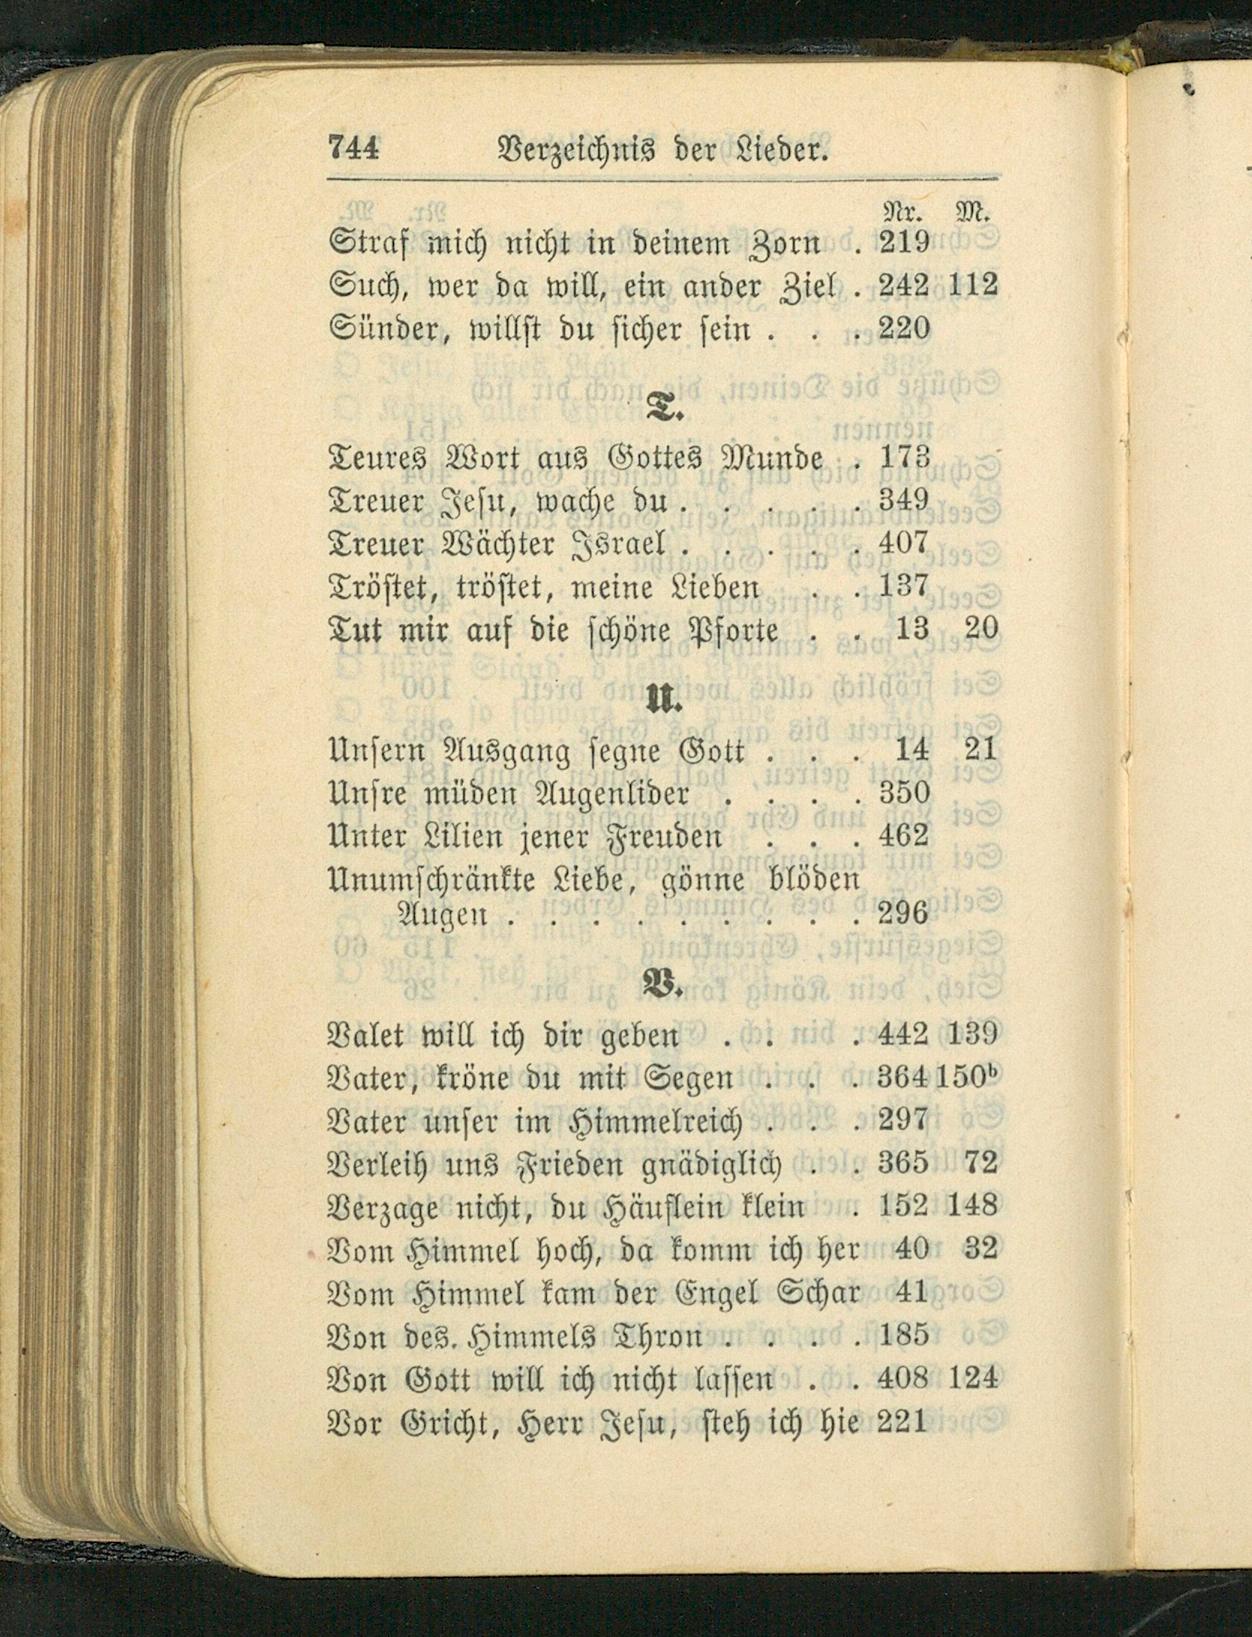 744 Verzeichnis der Lieder.
Nr. M.
Straf mich nicht in deinem Zorn . 219
Such, wer da will, ein ander Ziel . 242 112
Sünder, willst du sicher sein . . . 220
T.
Teures Wort aus Gottes Munde . 173
Treuer Jesu, wache du . . . . . 349
Treuer Wächter Israel . . . . . 407
Tröstet, tröstet, meine Lieben . . 137
Tut mir auf die schöne Pforte . . 13 20
U.
Unsern Ausgang segne Gott . . . 14 21
Unsre müden Augenlider . . . . 350
Unter Lilien jener Freuden . . . 462
Unumschränkte Liebe, gönne blöden
Augen . . . . . . . . . 296
V.
Valet will ich dir geben . . . 442 139
Vater, kröne du mit Segen . . . 364 150ᵇ
Vater unser im Himmelreich . . . 297
Verleih uns Frieden gnädiglich . . 365 72
Verzage nicht, du Häuflein klein . 152 148
Vom Himmel hoch, da komm ich her 40 32
Vom Himmel kam der Engel Schar 41
Von des. Himmels Thron . . . . 185
Von Gott will ich nicht lassen . . 408 124
Vor Gricht, Herr Jesu, steh ich hie 221